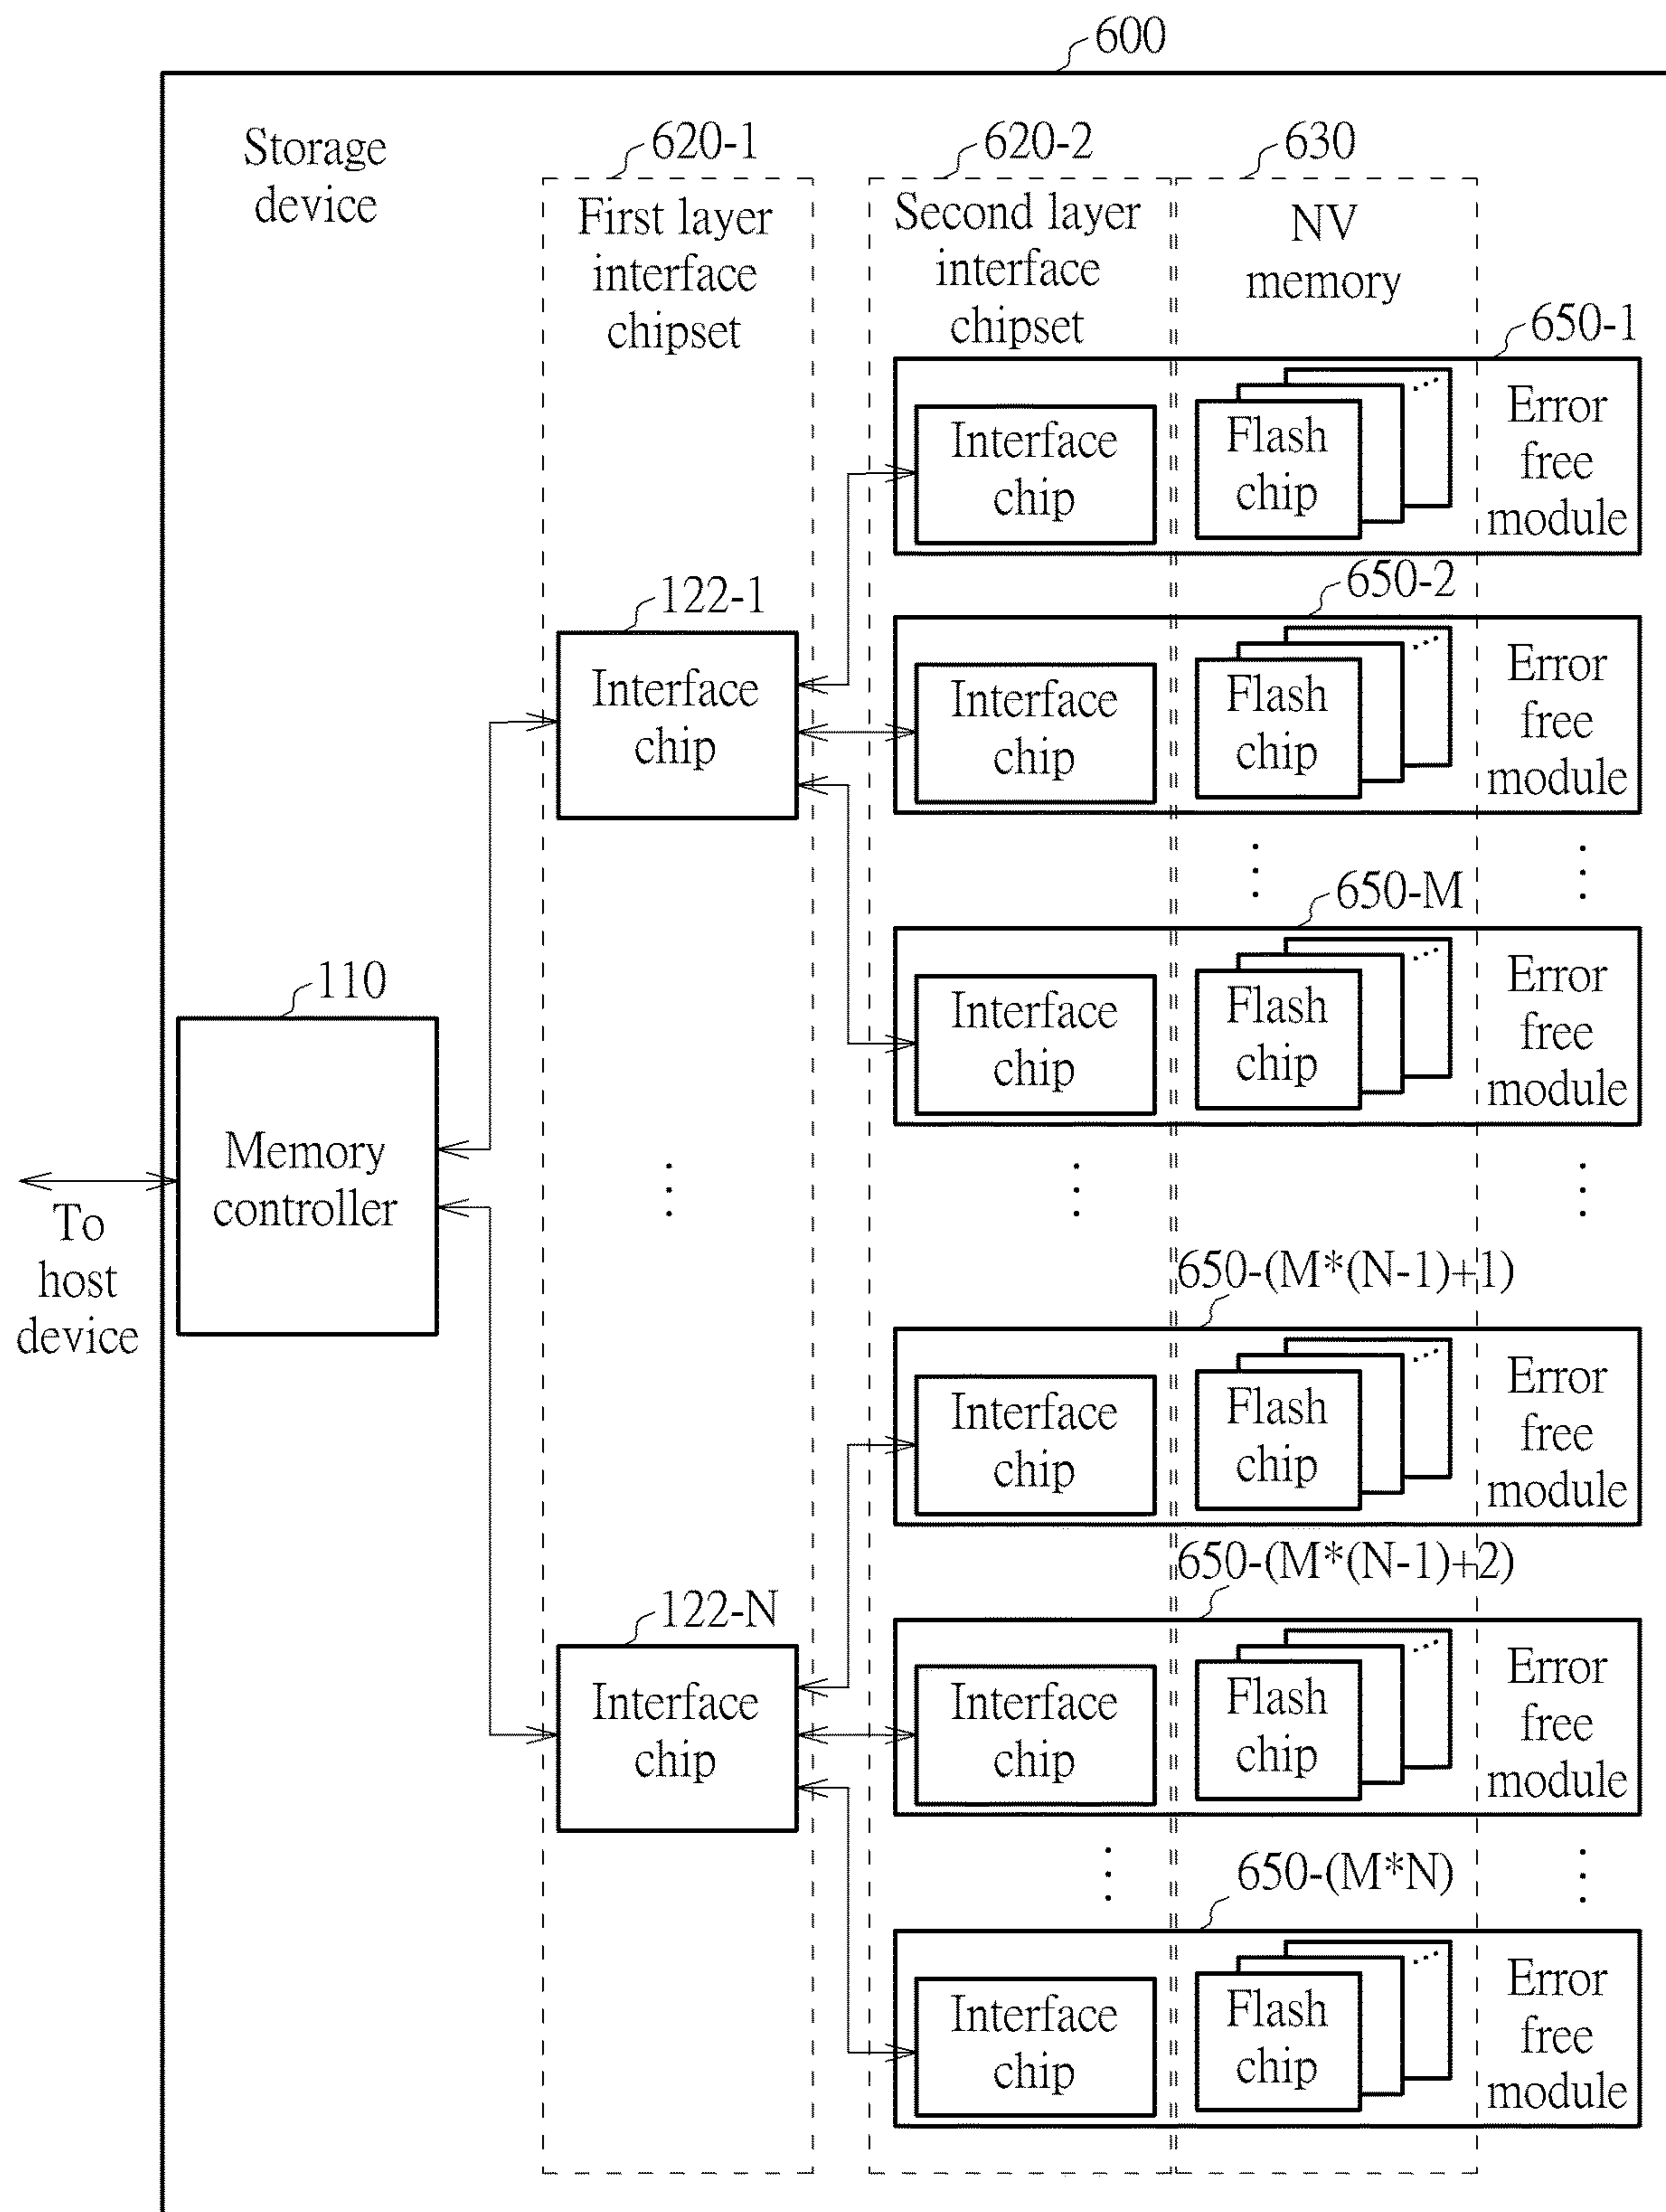 600
Storage
device
620-1
First layer
interface
chipset
620-2
Second layer
interface
chipset
630
NV
memory
650-1
Interface
chip
Flash
chip
Error
free
module
650-2
Interface
chip
Flash
chip
Error
free
module
122-1
Interface
chip
650-M
Interface
chip
Flash
chip
Error
free
module
110
Memory
controller
To
host
device
650-(M*(N-1)+1)
Interface
chip
Flash
chip
Error
free
module
650-(M*(N-1)+2)
Interface
chip
Flash
chip
Error
free
module
122-N
Interface
chip
650-(M*N)
Interface
chip
Flash
chip
Error
free
module